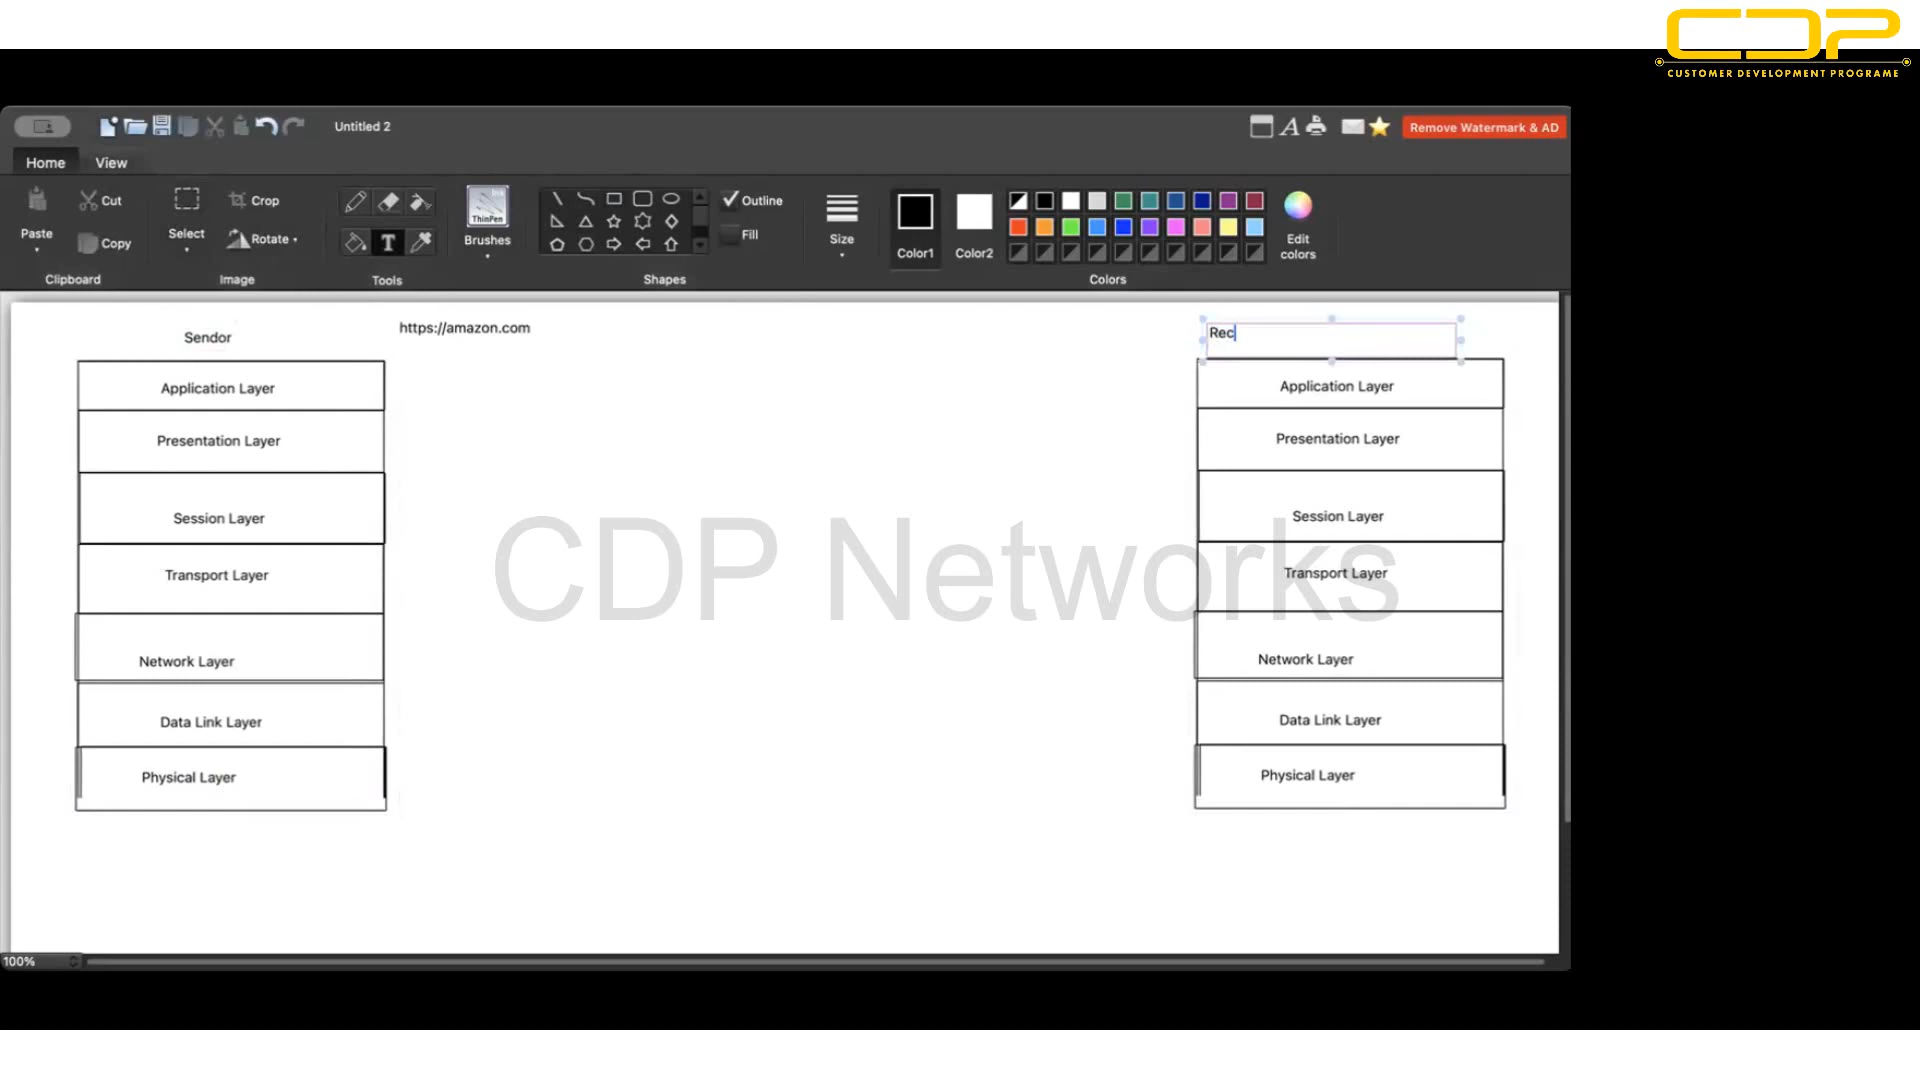 CDP
CUSTOMER DEVELOPMENT PROGRAME
Untitled 2
Remove Watermark & AD
Home View
Paste Cut Copy
Select Crop Rotate
ThinPen
Brushes
Outline
Fill
Size
Color1 Color2
Edit colors
Clipboard Image Tools Shapes Colors
Sendor
https://amazon.com
Rec
Application Layer
Presentation Layer
Session Layer
Transport Layer
Network Layer
Data Link Layer
Physical Layer
CDP Networks
Application Layer
Presentation Layer
Session Layer
Transport Layer
Network Layer
Data Link Layer
Physical Layer
100%